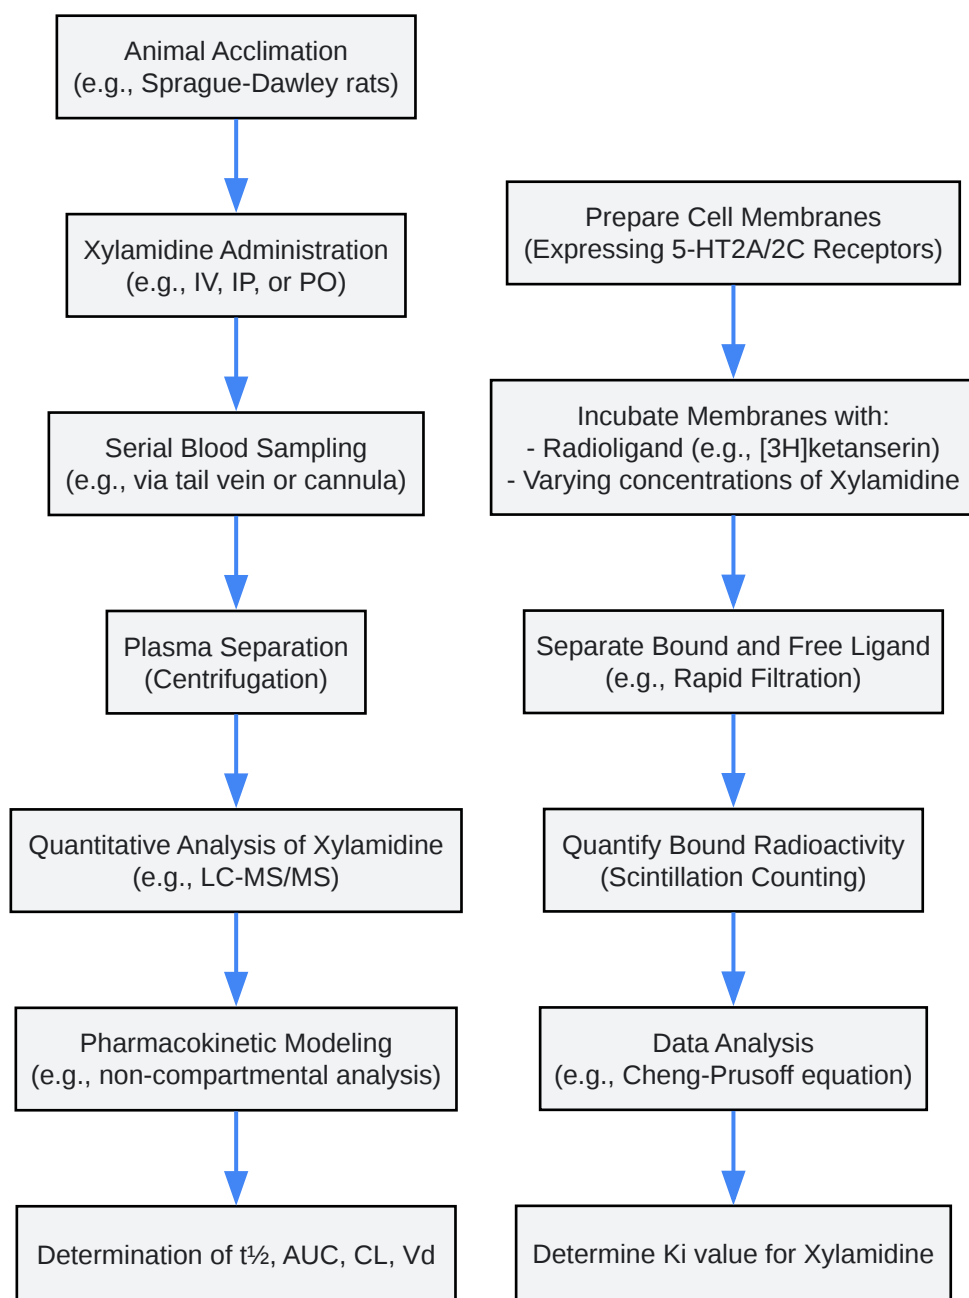 Animal Acclimation
(e.g., Sprague-Dawley rats)
Xylamidine Administration
(e.g., IV, IP, or PO)
Serial Blood Sampling
(e.g., via tail vein or cannula)
Plasma Separation
(Centrifugation)
Quantitative Analysis of Xylamidine
(e.g., LC-MS/MS)
Pharmacokinetic Modeling
(e.g., non-compartmental analysis)
Determination of t½, AUC, CL, Vd
Prepare Cell Membranes
(Expressing 5-HT2A/2C Receptors)
Incubate Membranes with:
- Radioligand (e.g., [3H]ketanserin)
- Varying concentrations of Xylamidine
Separate Bound and Free Ligand
(e.g., Rapid Filtration)
Quantify Bound Radioactivity
(Scintillation Counting)
Data Analysis
(e.g., Cheng-Prusoff equation)
Determine Ki value for Xylamidine